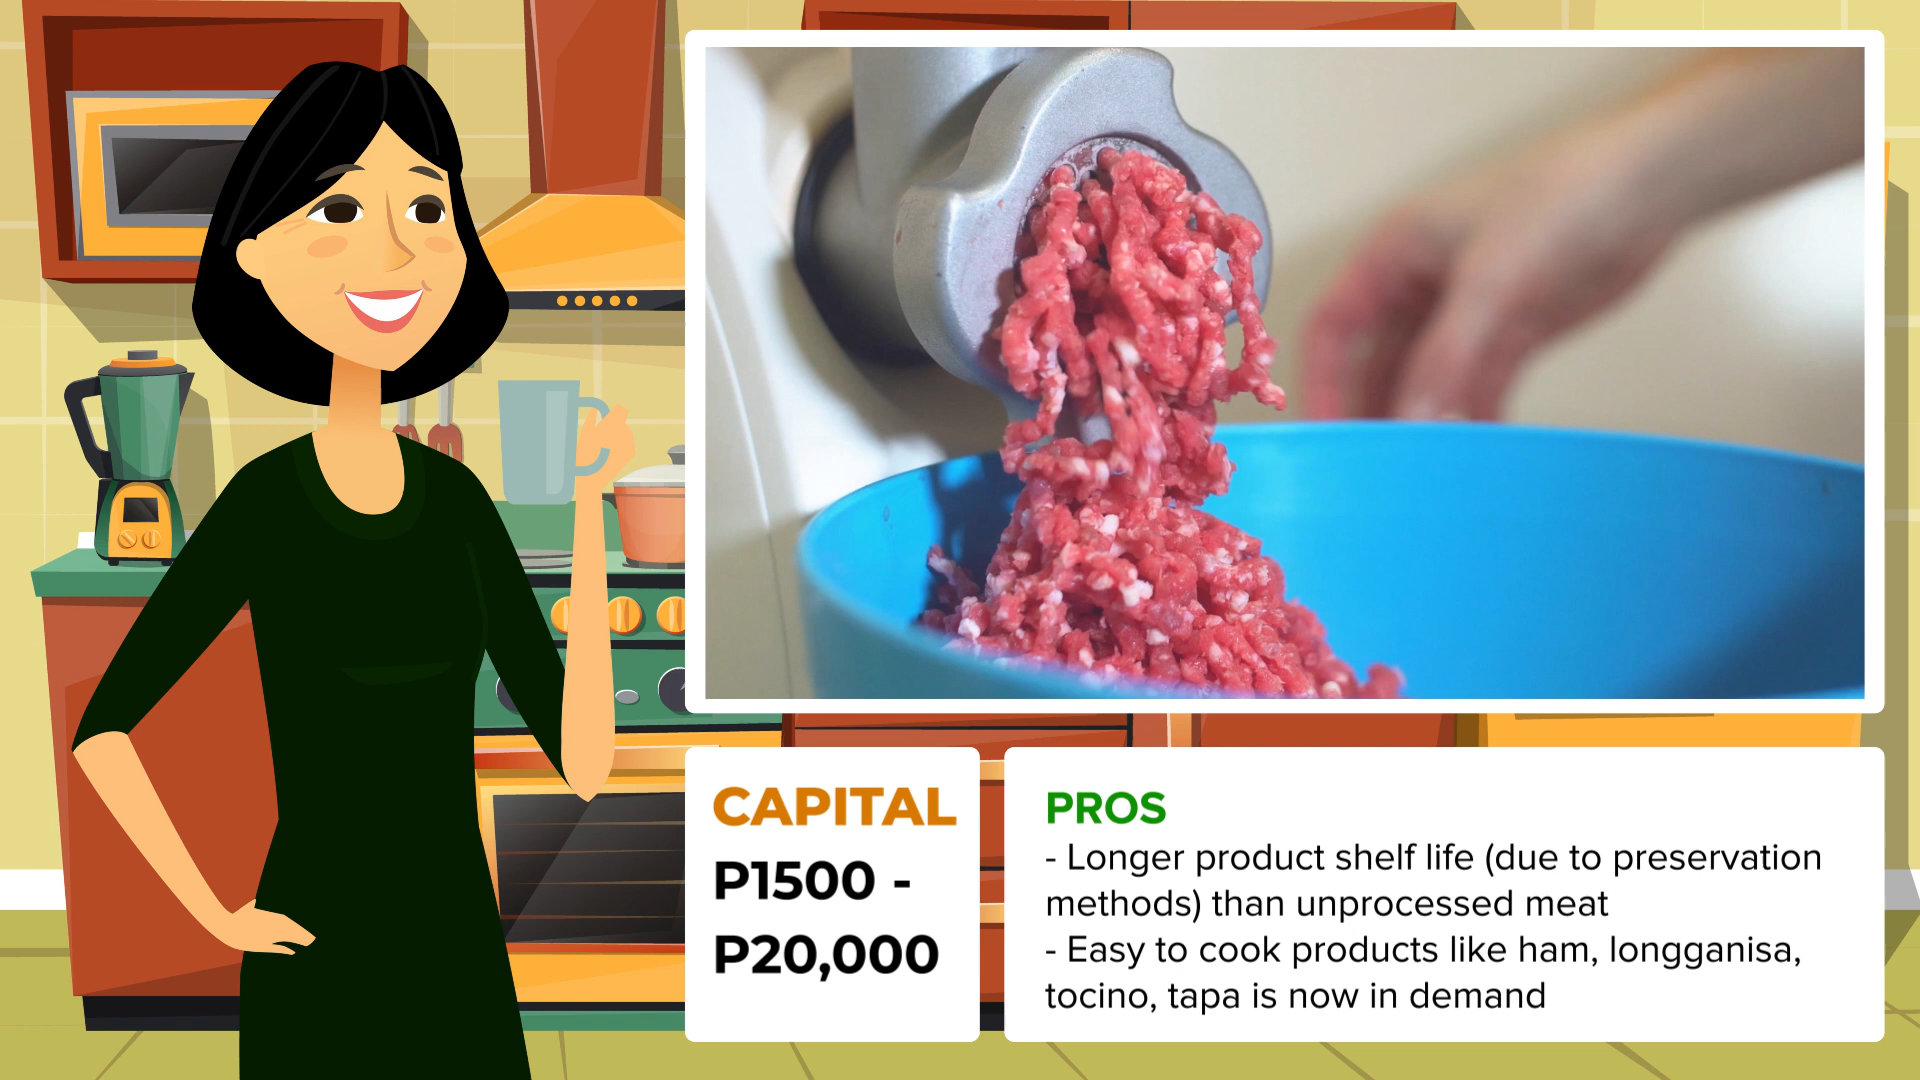 CAPITAL
P1500 -
P20,000
PROS
- Longer product shelf life (due to preservation
methods) than unprocessed meat
- Easy to cook products like ham, longganisa,
tocino, tapa is now in demand